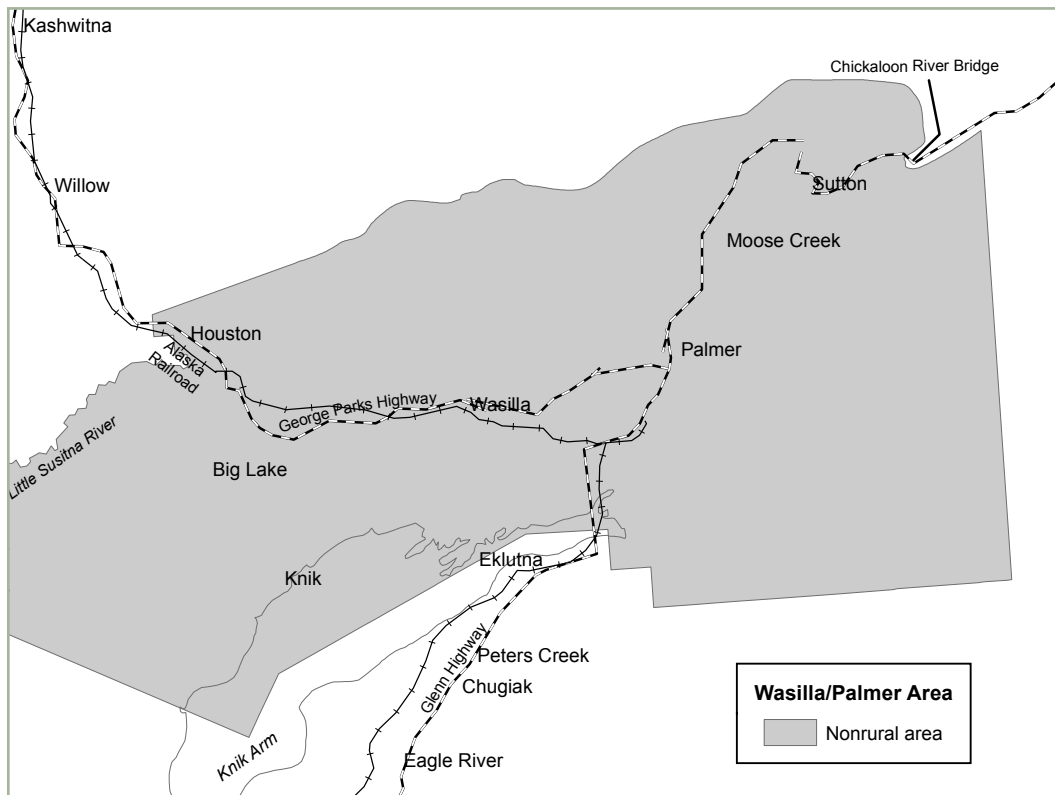 Kashwitna
Chickaloon River Bridge
Willow
Sutton
Moose Creek
Houston
Alaska
Railroad
Palmer
George Parks Highway
Wasilla
Little Susitna River
Big Lake
Eklutna
Knik
Glenn Highway
Peters Creek
Chugiak
Knik Arm
Eagle River
Wasilla/Palmer Area
Nonrural area